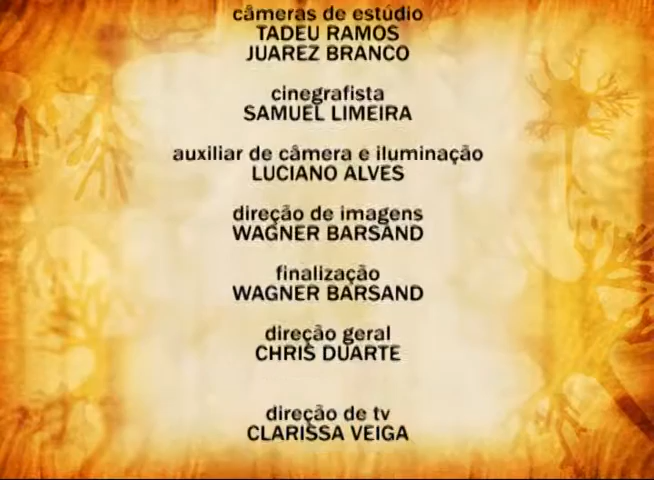 câmeras de estúdio
TADEU RAMOS
JUAREZ BRANCO
cinegrafista
SAMUEL LIMEIRA
auxiliar de câmera e iluminação
LUCIANO ALVES
direção de imagens
WAGNER BARSAND
finalização
WAGNER BARSAND
direção geral
CHRIS DUARTE
direção de tv
CLARISSA VEIGA